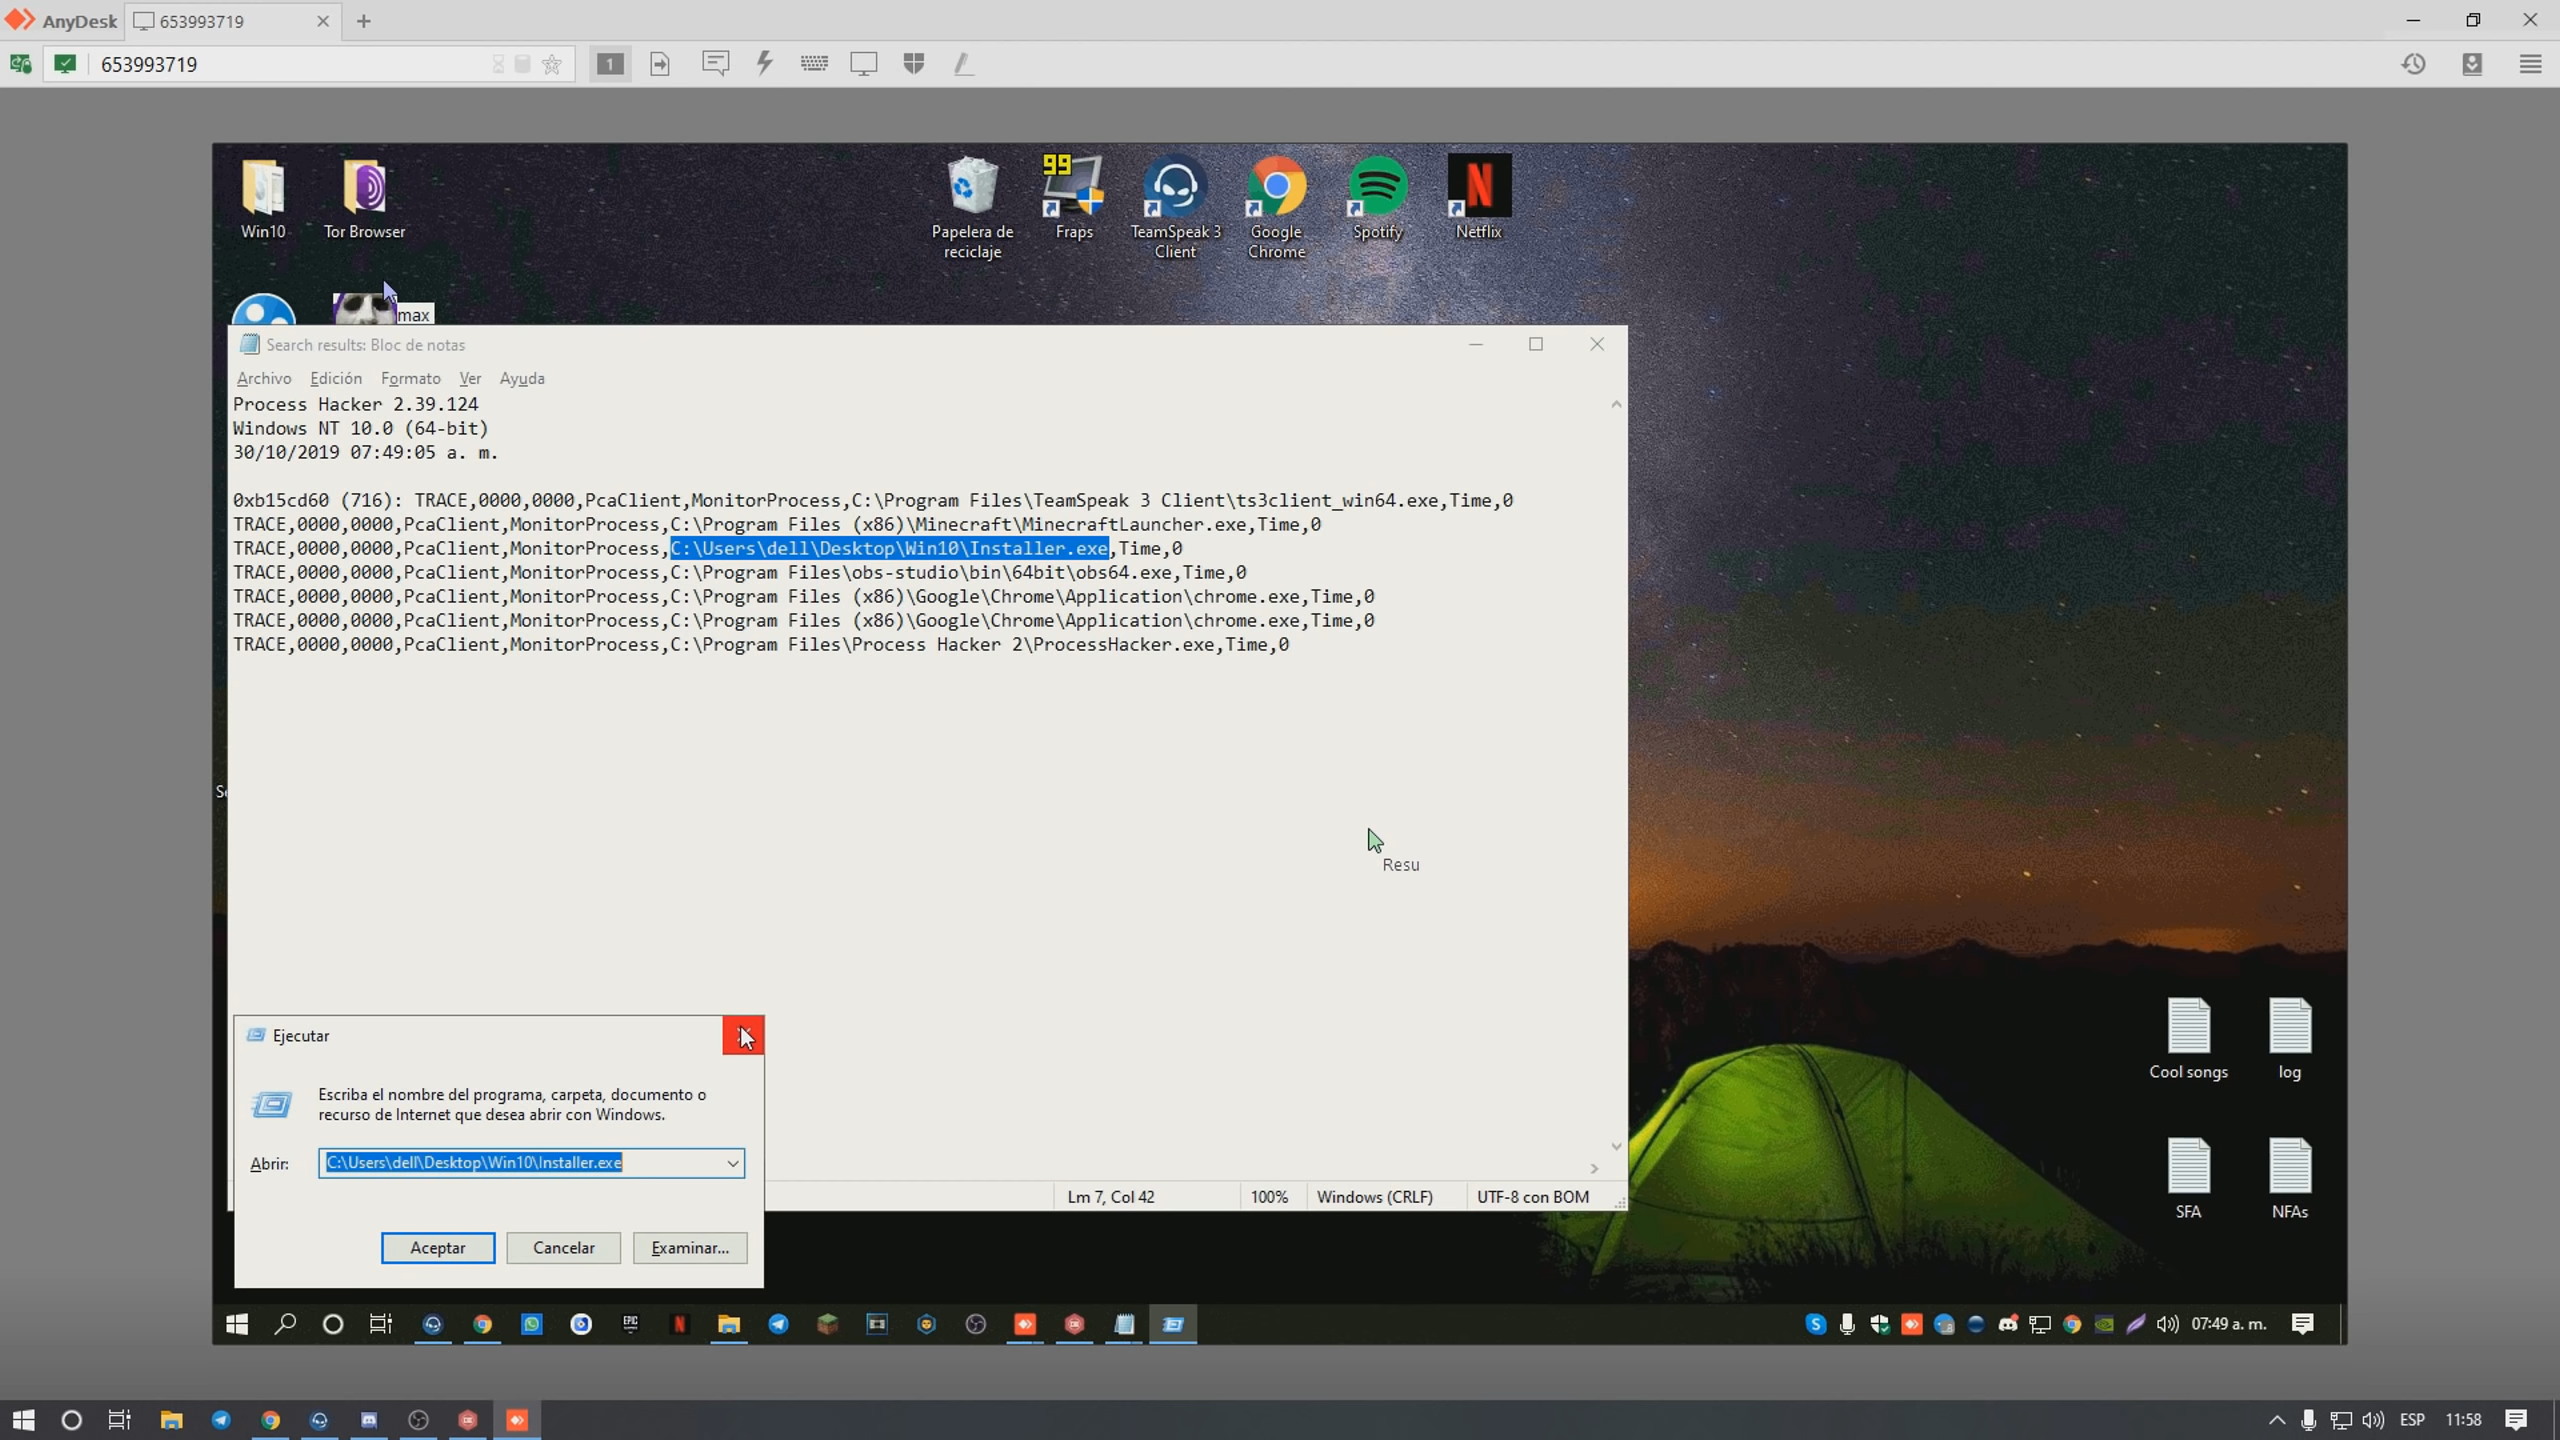 AnyDesk
653993719
653993719
1
Win10
Tor Browser
Papelera de
reciclaje
99
Fraps
TeamSpeak 3
Client
Google
Chrome
Spotify
N
Netflix
max
Search results: Bloc de notas
Archivo Edición Formato Ver Ayuda
Process Hacker 2.39.124
Windows NT 10.0 (64-bit)
30/10/2019 07:49:05 a. m.
0xb15cd60 (716): TRACE,0000,0000,PcaClient,MonitorProcess,C:\Program Files\TeamSpeak 3 Client\ts3client_win64.exe,Time,0
TRACE,0000,0000,PcaClient,MonitorProcess,C:\Program Files (x86)\Minecraft\MinecraftLauncher.exe,Time,0
TRACE,0000,0000,PcaClient,MonitorProcess,C:\Users\dell\Desktop\Win10\Installer.exe,Time,0
TRACE,0000,0000,PcaClient,MonitorProcess,C:\Program Files\obs-studio\bin\64bit\obs64.exe,Time,0
TRACE,0000,0000,PcaClient,MonitorProcess,C:\Program Files (x86)\Google\Chrome\Application\chrome.exe,Time,0
TRACE,0000,0000,PcaClient,MonitorProcess,C:\Program Files (x86)\Google\Chrome\Application\chrome.exe,Time,0
TRACE,0000,0000,PcaClient,MonitorProcess,C:\Program Files\Process Hacker 2\ProcessHacker.exe,Time,0
Se
Resu
Ejecutar
Escriba el nombre del programa, carpeta, documento o
recurso de Internet que desea abrir con Windows.
Abrir: C:\Users\dell\Desktop\Win10\Installer.exe
Aceptar Cancelar Examinar...
Lm 7, Col 42 100% Windows (CRLF) UTF-8 con BOM
Cool songs
log
SFA
NFAs
EPIC
07:49 a. m.
ESP 11:58